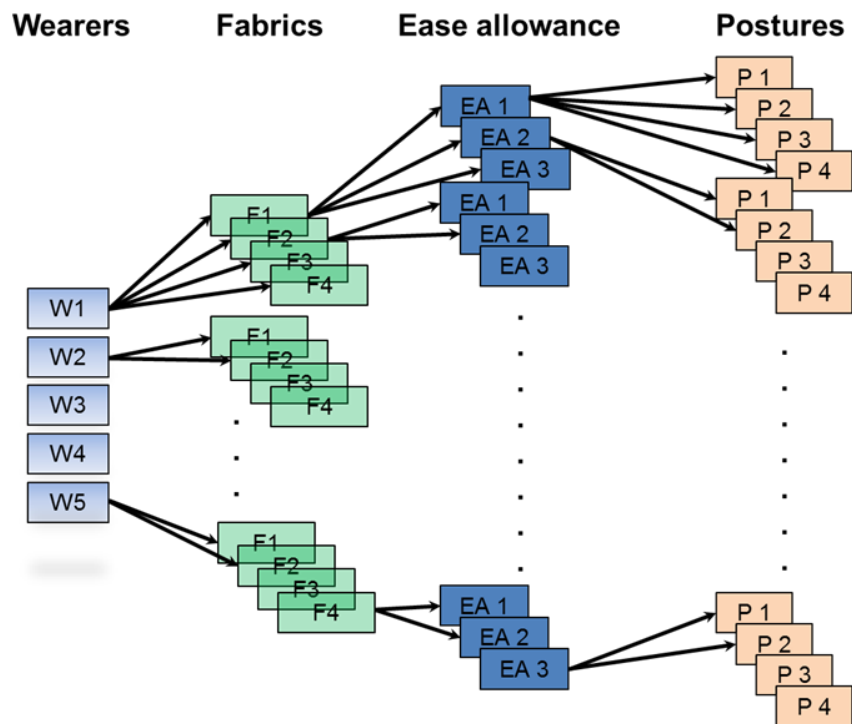 Wearers
Fabrics
Ease allowance
Postures
W1
W2
W3
W4
W5
F1
F2
F3
F4
F1
F2
F3
F4
F1
F2
F3
F4
EA 1
EA 2
EA 3
EA 1
EA 2
EA 3
EA 1
EA 2
EA 3
P 1
P 2
P 3
P 4
P 1
P 2
P 3
P 4
P 1
P 2
P 3
P 4